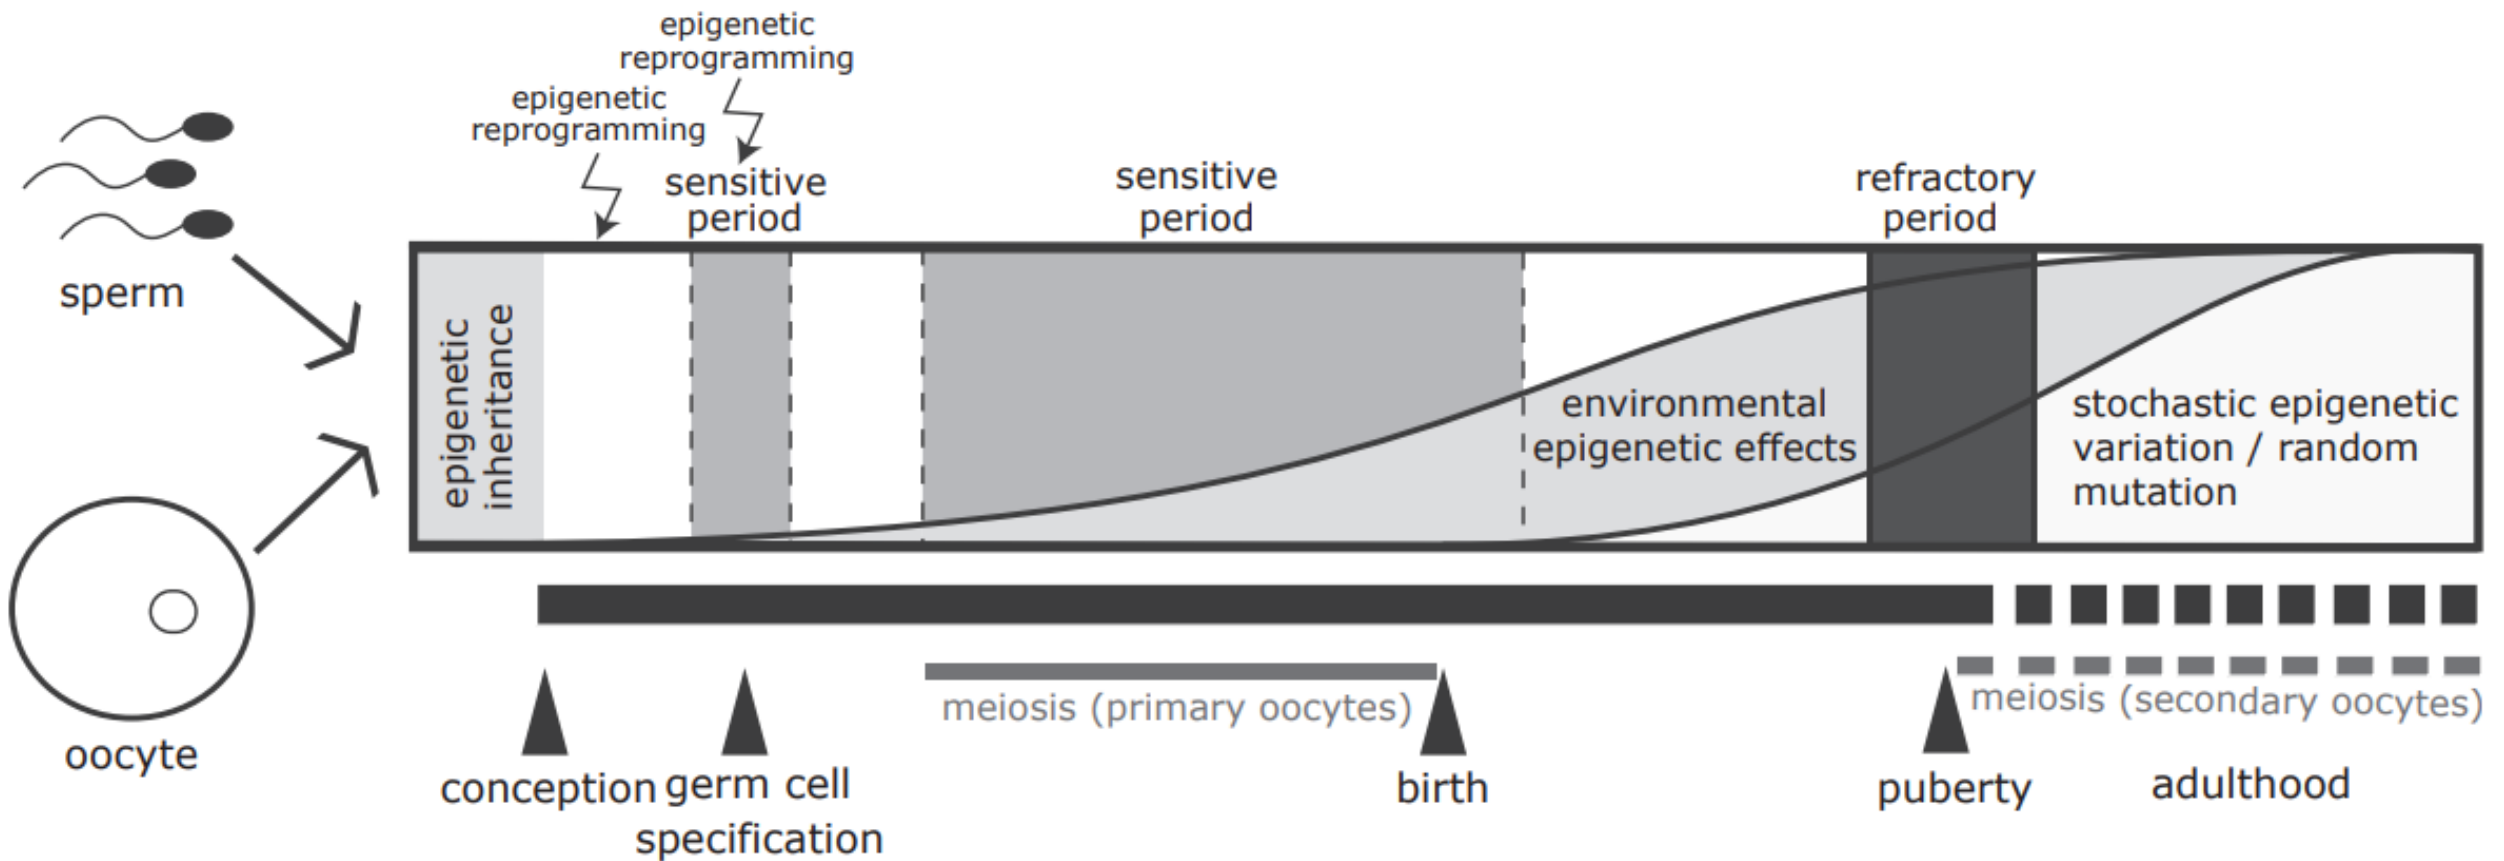 epigenetic
reprogramming
epigenetic
reprogramming
sensitive
period
sensitive
period
refractory
period
sperm
epigenetic
inheritance
environmental
epigenetic effects
stochastic epigenetic
variation / random
mutation
oocyte
meiosis (primary oocytes)
meiosis (secondary oocytes)
conception
germ cell
specification
birth
puberty
adulthood